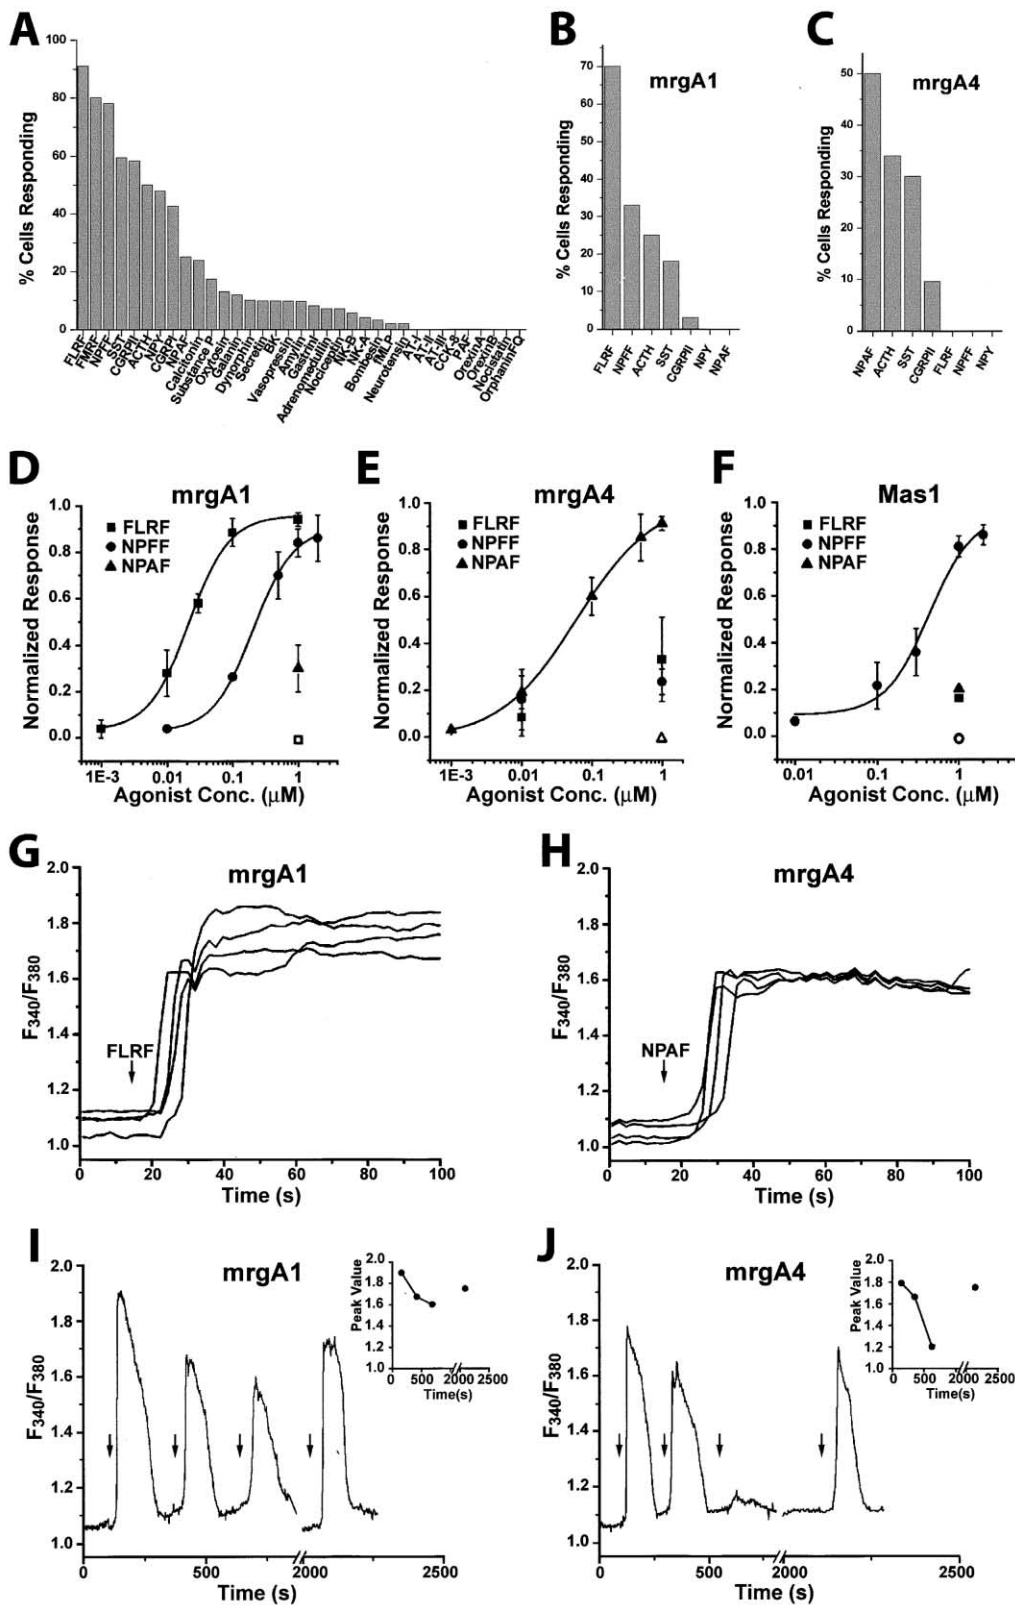 A
% Cells Responding
100
80
60
40
20
0
FLRF
FMRF
NPFF
SST
CGRPII
ACTH
NPY
CGRPI
NPAF
Calcitonin
Substance P
Oxytosin
Galanin
Dynorphin
Secretin
BK
Vasopressin
Amylin
GatrinI
Adrenomedullin
Nociceptin
NK-B
NK-A
Bombesin
fMLP
Neurotensin
AT-I
AT-II
AT-III
CCK-8
PAF
OrexinA
OrexinB
Nocistatin
OrphaninFQ
B
mrgA1
% Cells Responding
70
60
50
40
30
20
10
0
FLRF
NPFF
ACTH
SST
CGRPII
NPY
NPAF
C
mrgA4
% Cells Responding
50
40
30
20
10
0
NPAF
ACTH
SST
CGRPII
FLRF
NPFF
NPY
D
mrgA1
FLRF
NPFF
NPAF
Normalized Response
1.0
0.8
0.6
0.4
0.2
0.0
1E-3 0.01 0.1 1
Agonist Conc. (μM)
E
mrgA4
FLRF
NPFF
NPAF
Normalized Response
1.0
0.8
0.6
0.4
0.2
0.0
1E-3 0.01 0.1 1
Agonist Conc. (μM)
F
Mas1
FLRF
NPFF
NPAF
Normalized Response
1.0
0.8
0.6
0.4
0.2
0.0
0.01 0.1 1
Agonist Conc. (μM)
G
mrgA1
F340/F380
2.0
1.8
1.6
1.4
1.2
1.0
FLRF
0 20 40 60 80 100
Time (s)
H
mrgA4
F340/F380
2.0
1.8
1.6
1.4
1.2
1.0
NPAF
0 20 40 60 80 100
Time (s)
I
mrgA1
F340/F380
2.0
1.8
1.6
1.4
1.2
1.0
0 500 2000 2500
Time (s)
Peak Value
2.0
1.8
1.6
1.4
1.2
1.0
0 500 2000 2500
Time(s)
J
mrgA4
F340/F380
2.0
1.8
1.6
1.4
1.2
1.0
0 500 2000 2500
Time (s)
Peak Value
2.0
1.8
1.6
1.4
1.2
1.0
0 500 2000 2500
Time(s)